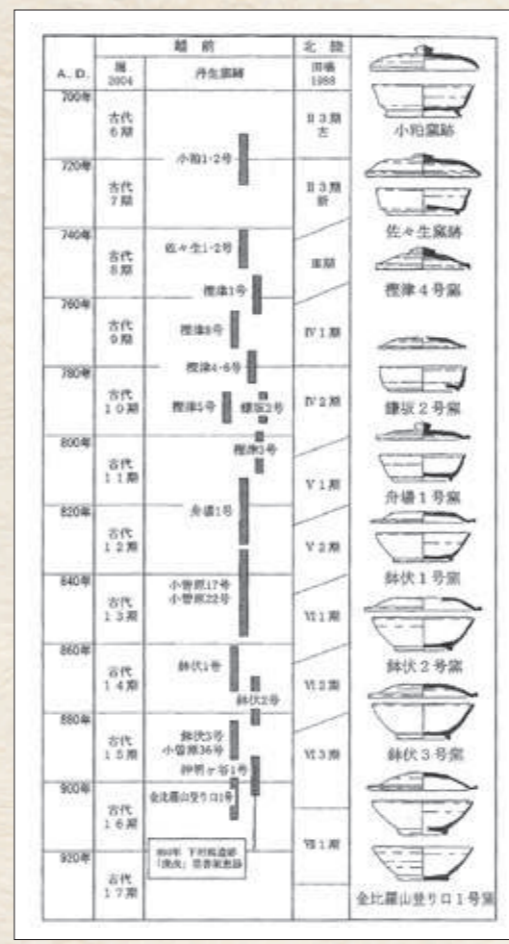 越前
北陸
A.D.
堀 2004
丹生窯跡
田嶋 1988
700年
古代6期
小粕1-2号
II3期古
小粕窯跡
720年
古代7期
II3期新
佐々生窯跡
740年
古代8期
佐々生1-2号
III期
樫津1号
樫津4号窯
760年
古代9期
樫津8号
IV1期
樫津4-6号
780年
古代10期
樫津5号
鎌坂2号
IV2期
鎌坂2号窯
樫津3号
800年
古代11期
V1期
舟場1号窯
舟場1号
820年
古代12期
V2期
鉢伏1号窯
840年
古代13期
小曽原17号
小曽原22号
VI1期
860年
古代14期
鉢伏1号
鉢伏2号
VI2期
鉢伏2号窯
880年
古代15期
鉢伏3号
小曽原36号
神明ヶ谷1号
VI3期
鉢伏3号窯
900年
古代16期
金比羅山登り口1号
VII1期
920年
古代17期
金比羅山登り口1号窯